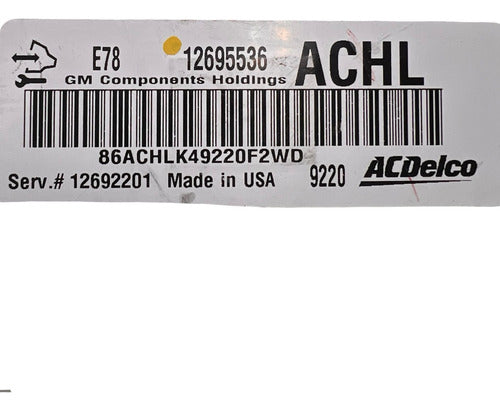 E78 12695536 ACHL
GM Components Holdings
86ACHLK49220F2WD
Serv.# 12692201 Made in USA 9220 ACDelco